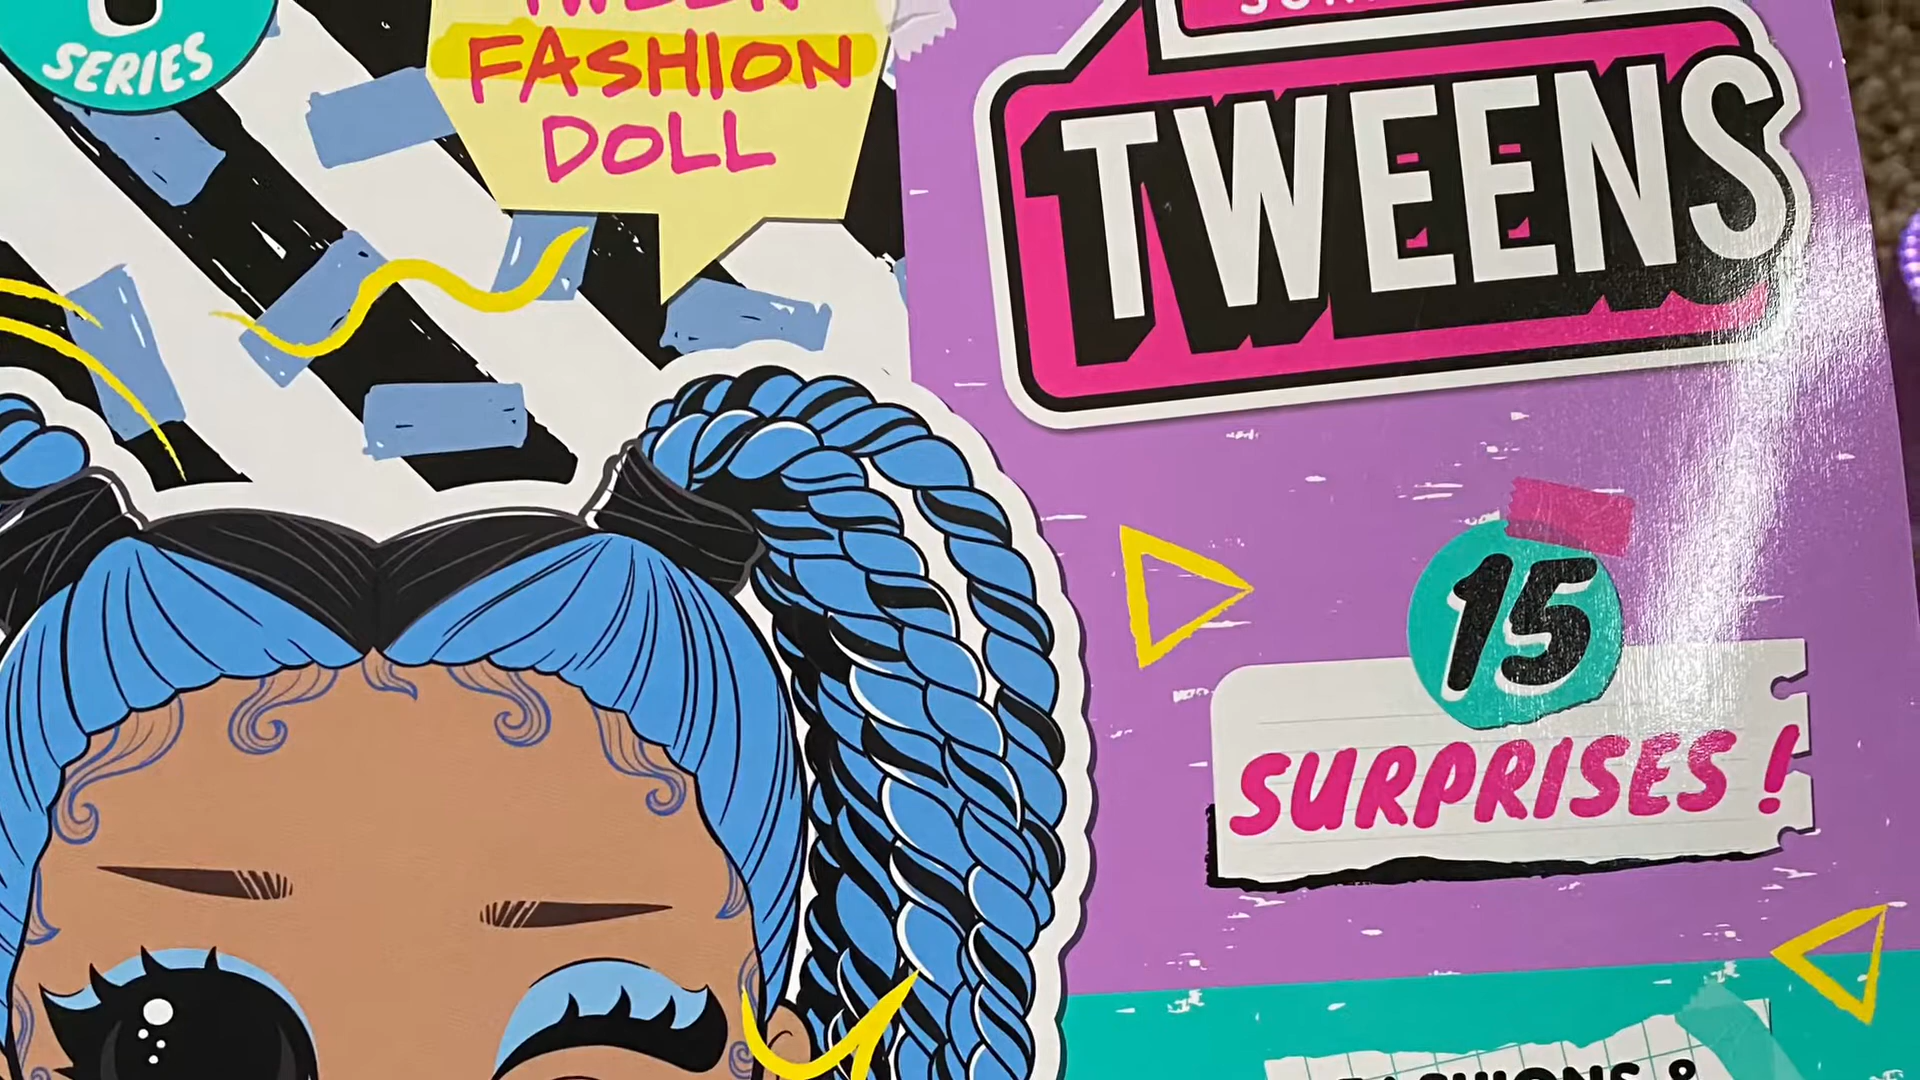 SERIES
FASHION
DOLL
TWEENS
15
SURPRISES!